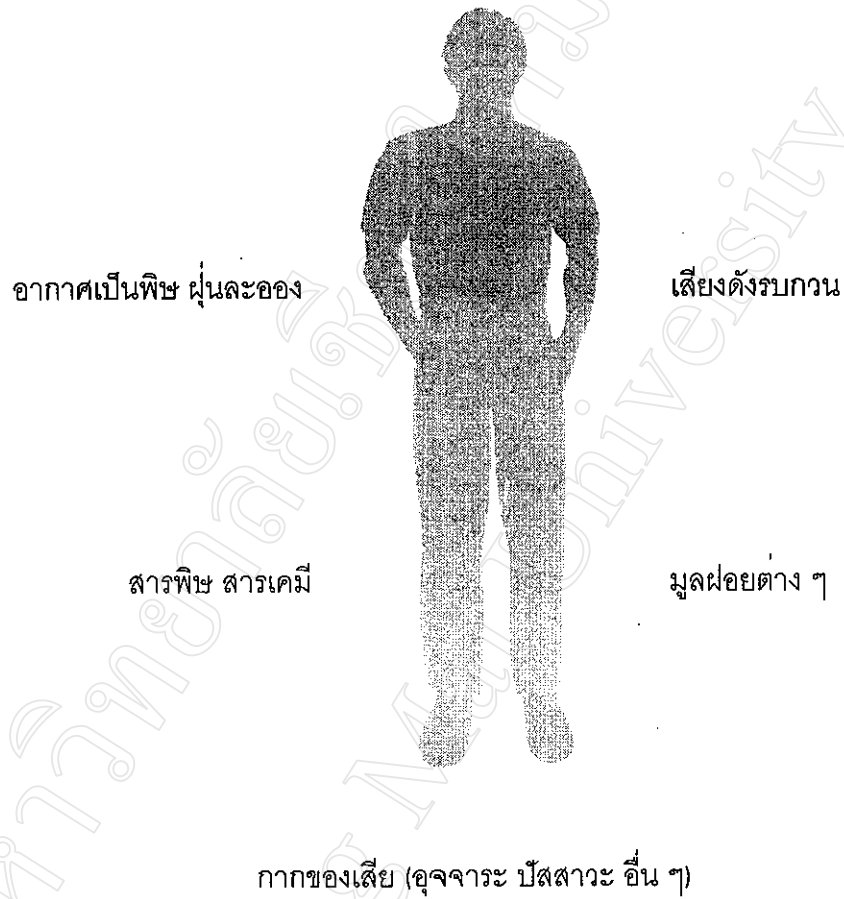 อากาศเป็นพิษ ฝุ่นละออง
เสียงดังรบกวน
สารพิษ สารเคมี
มูลฝอยต่าง ๆ
กากของเสีย (อุจจาระ ปัสสาวะ อื่น ๆ)